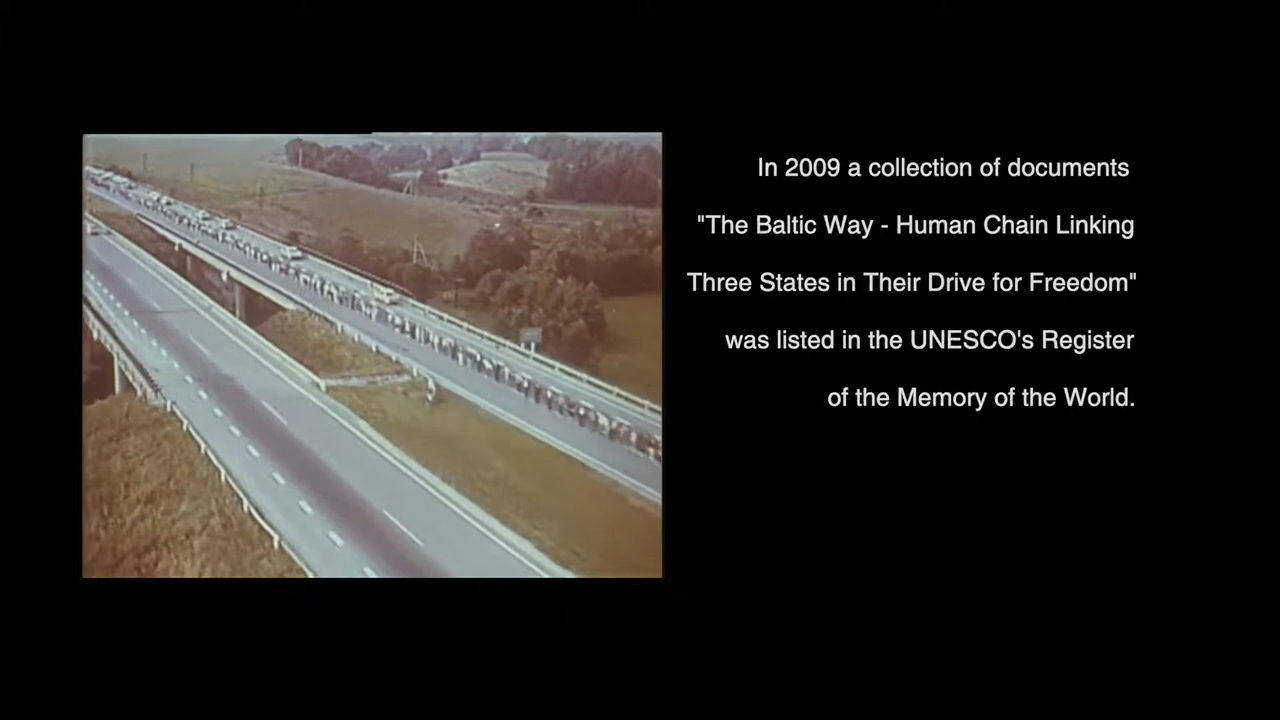 In 2009 a collection of documents
"The Baltic Way - Human Chain Linking
Three States in Their Drive for Freedom"
was listed in the UNESCO's Register
of the Memory of the World.